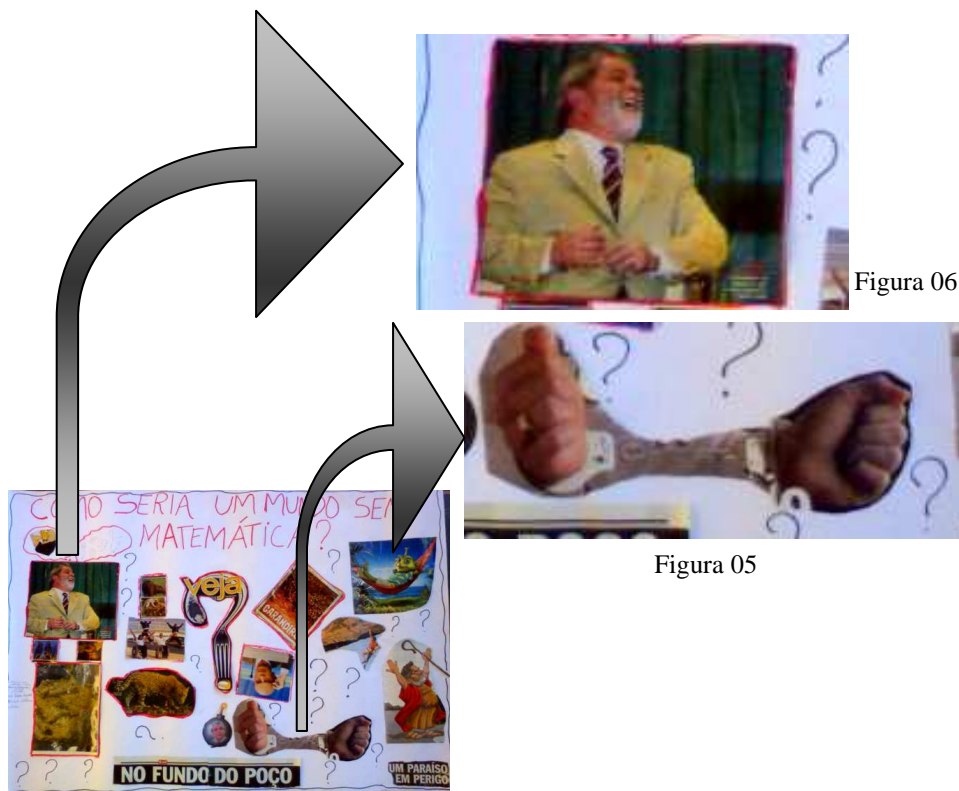 Figura 06
Figura 05
COMO SERIA UM MUNDO SEM
MATEMÁTICA?
veja
?
CARANDIRU
NO FUNDO DO POÇO
UM PARAÍSO
EM PERIGO